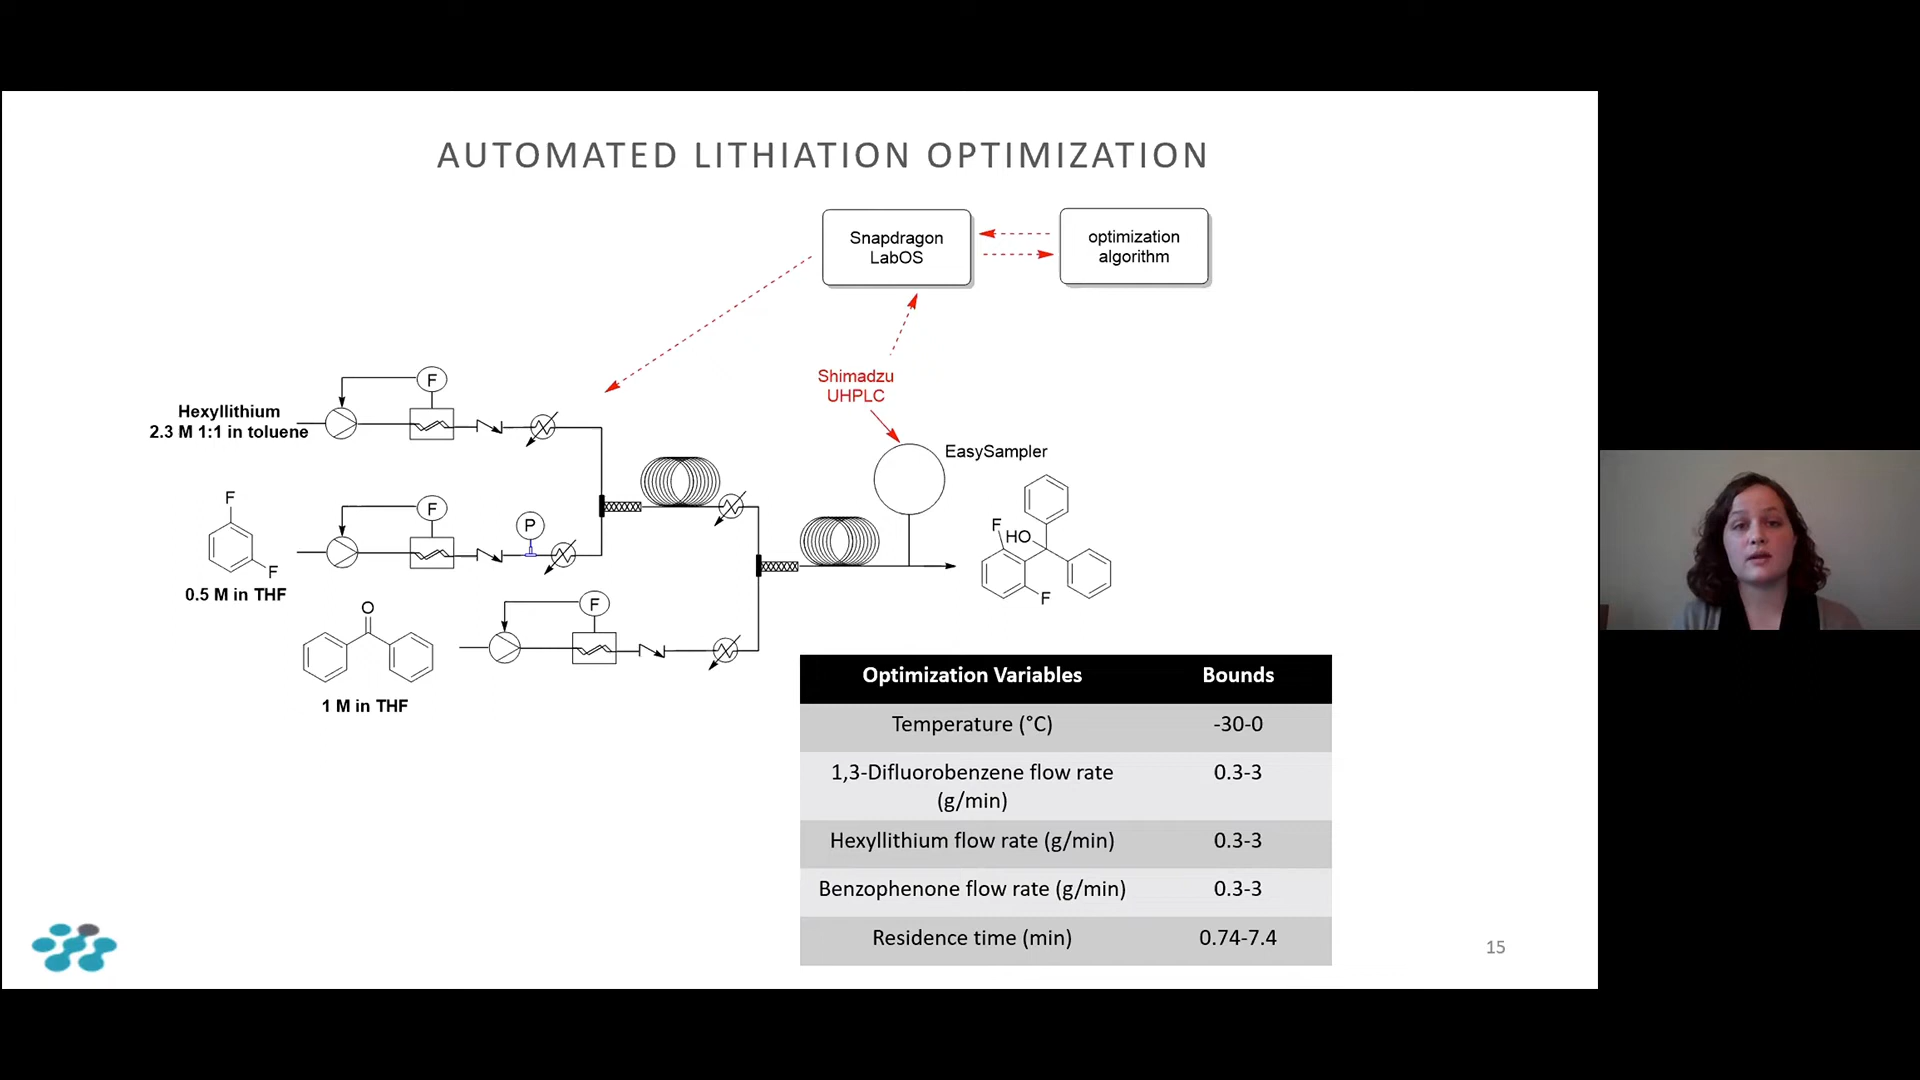 AUTOMATED LITHIATION OPTIMIZATION
Snapdragon
LabOS
optimization
algorithm
Shimadzu
UHPLC
EasySampler
Hexyllithium
2.3 M 1:1 in toluene
F
F
F
0.5 M in THF
F
P
O
1 M in THF
F
F
HO
F
Optimization Variables Bounds
Temperature (°C) -30-0
1,3-Difluorobenzene flow rate
(g/min) 0.3-3
Hexyllithium flow rate (g/min) 0.3-3
Benzophenone flow rate (g/min) 0.3-3
Residence time (min) 0.74-7.4
15